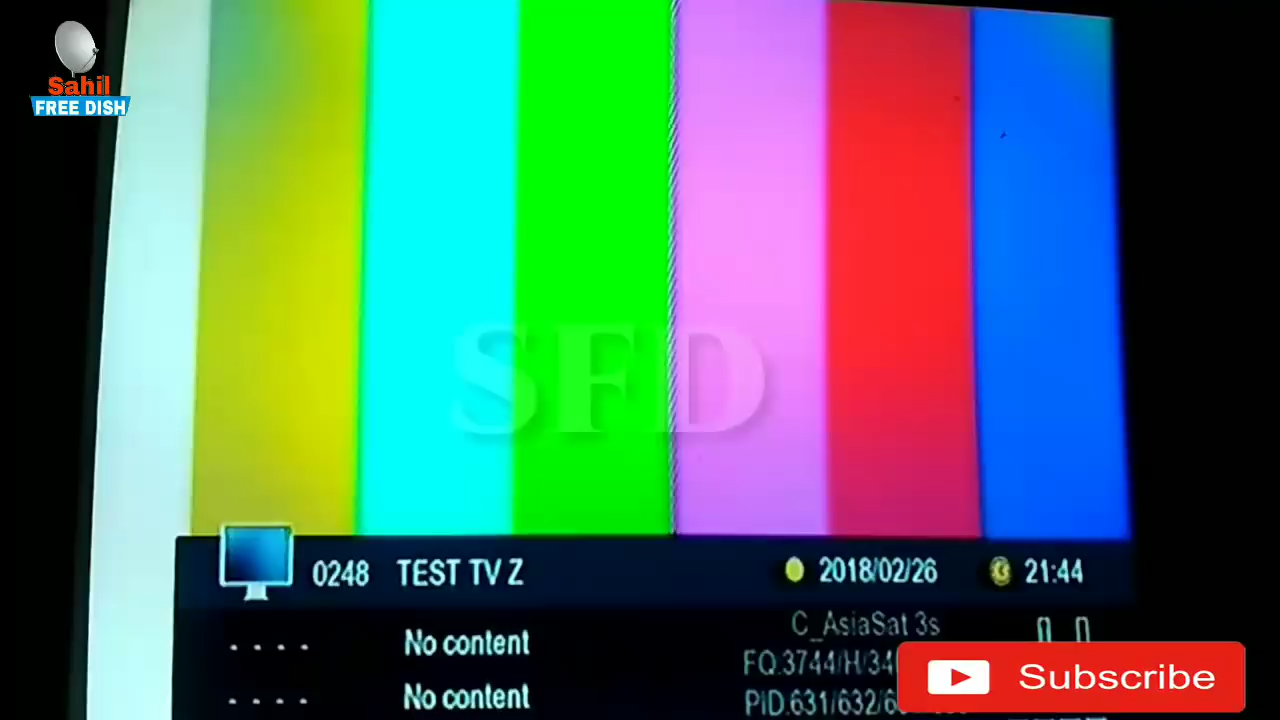 Sahil
FREE DISH
SFD
0248 TEST TV Z 2018/02/26 21:44
No content C_AsiaSat 3s
FQ.3744/H/34
No content PID.631/632/6
Subscribe